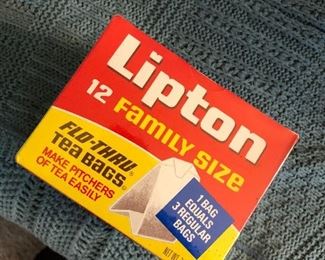 Lipton
12 FAMILY SIZE
FLO-THRU®
TEA BAGS
MAKE PITCHERS
OF TEA EASILY
1 BAG
EQUALS
3 REGULAR
BAGS
NET